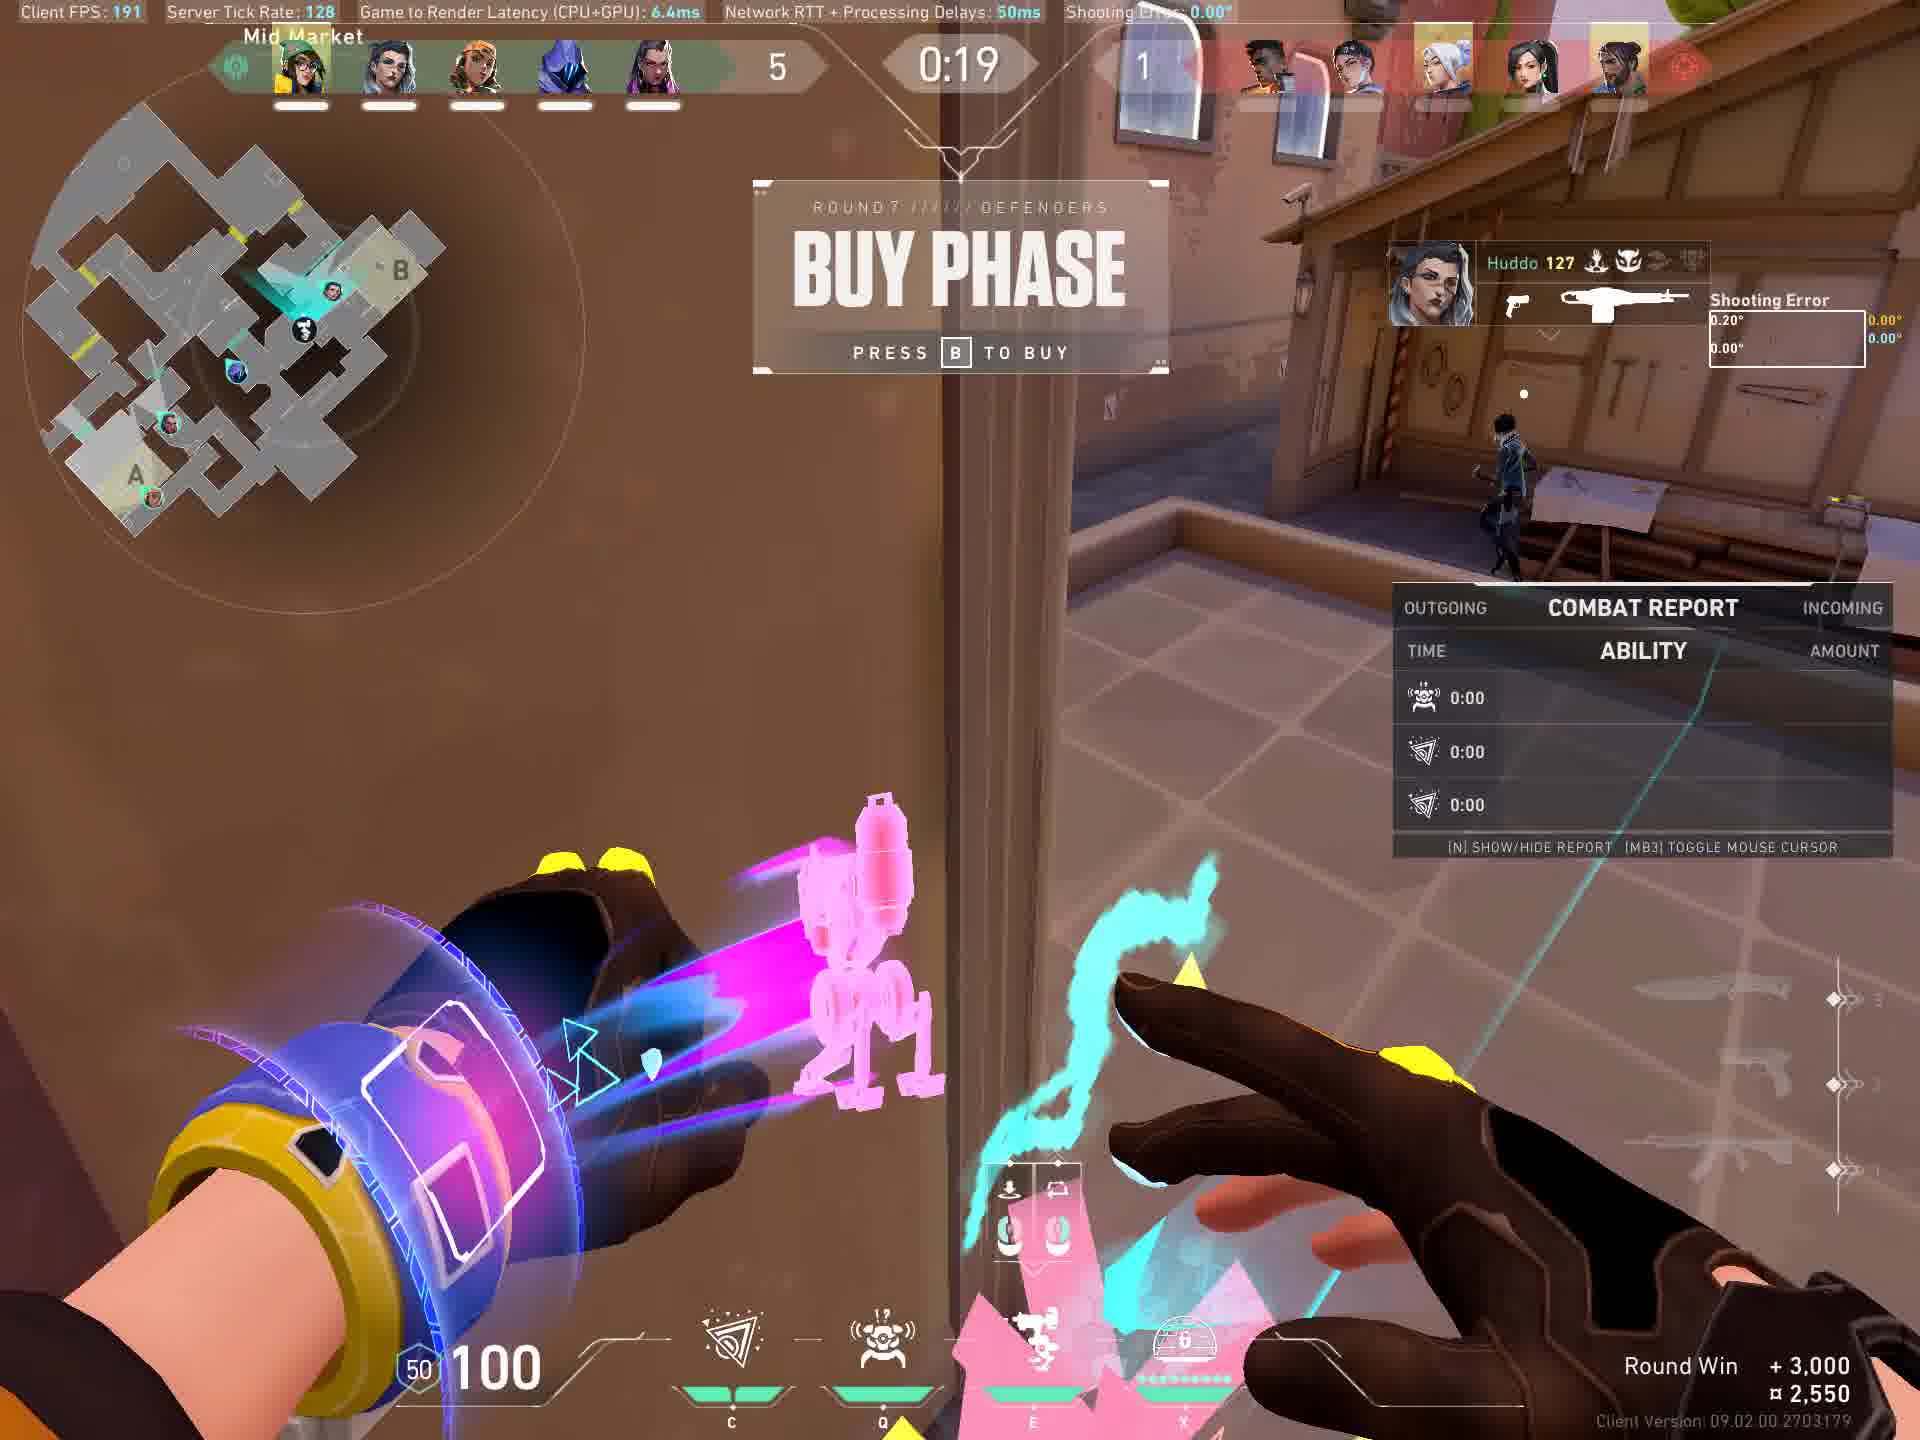 Client FPS: 191 Server Tick Rate: 128 Game to Render Latency (CPU+GPU): 6.4ms Network RTT + Processing Delays: 50ms Shooting Error: 0.00°
Mid Market
5
0:19
1
ROUND 7 ////// DEFENDERS
BUY PHASE
PRESS B TO BUY
B
A
Huddo 127
Shooting Error
0.20°
0.00°
0.00°
0.00°
OUTGOING COMBAT REPORT INCOMING
TIME ABILITY AMOUNT
0:00
0:00
0:00
[N] SHOW/HIDE REPORT [MB3] TOGGLE MOUSE CURSOR
3
2
1
50 100
C Q E X
Round Win + 3,000
¤ 2,550
Client Version: 09.02.00.2703179